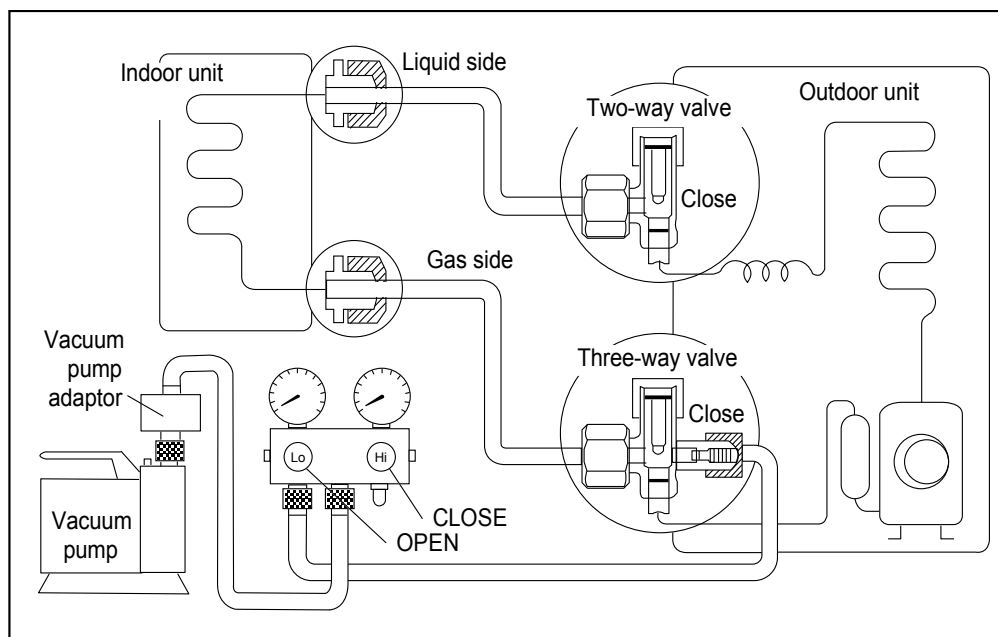 Indoor unit
Liquid side
Two-way valve
Outdoor unit
Close
Gas side
Vacuum
pump
adaptor
Three-way valve
Close
Lo
Hi
CLOSE
OPEN
Vacuum
pump